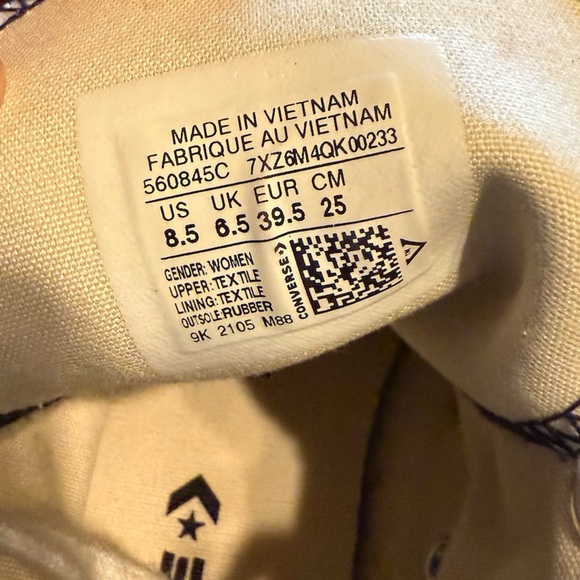 MADE IN VIETNAM
FABRIQUE AU VIETNAM
560845C 7XZ6M4QK00233
US UK EUR CM
8.5 6.5 39.5 25
GENDER: WOMEN
UPPER: TEXTILE
LINING: TEXTILE
OUTSOLE:RUBBER
9K 2105 M88
CONVERSE